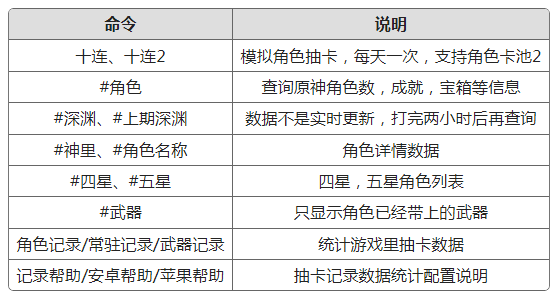 命令 说明
十连、十连2 模拟角色抽卡，每天一次，支持角色卡池2
#角色 查询原神角色数，成就，宝箱等信息
#深渊、#上期深渊 数据不是实时更新，打完两小时后再查询
#神里、#角色名称 角色详情数据
#四星、#五星 四星，五星角色列表
#武器 只显示角色已经带上的武器
角色记录/常驻记录/武器记录 统计游戏里抽卡数据
记录帮助/安卓帮助/苹果帮助 抽卡记录数据统计配置说明